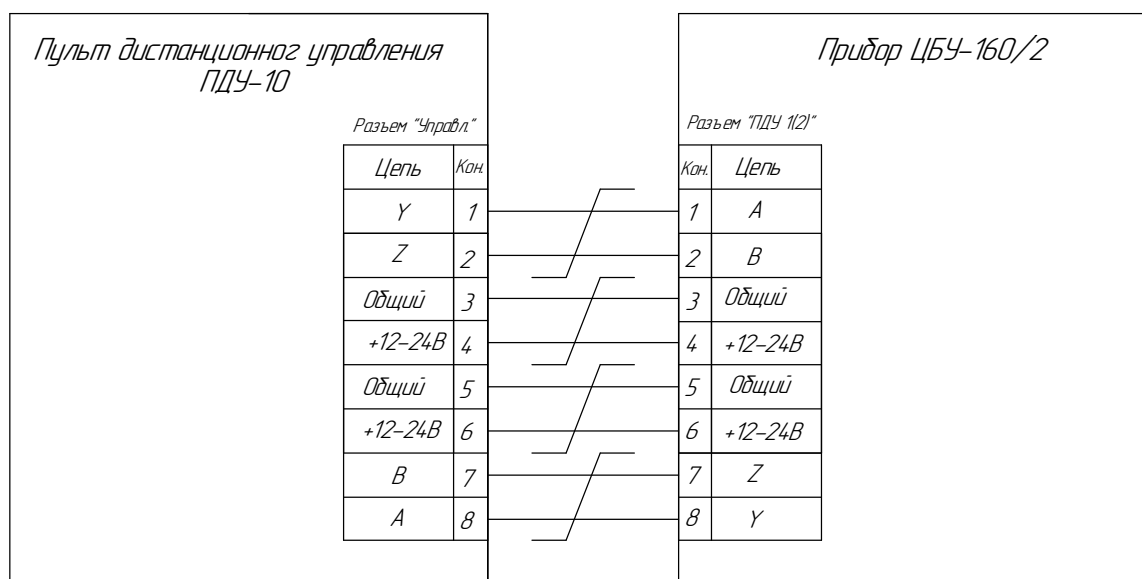 Пульт дистанционног управления
ПДУ-10
Разъем "Управл."
Цепь Кон.
Y 1
Z 2
Общий 3
+12-24В 4
Общий 5
+12-24В 6
B 7
A 8
Прибор ЦБУ-160/2
Разъем "ПДУ 1(2)"
Кон. Цепь
1 A
2 B
3 Общий
4 +12-24В
5 Общий
6 +12-24В
7 Z
8 Y